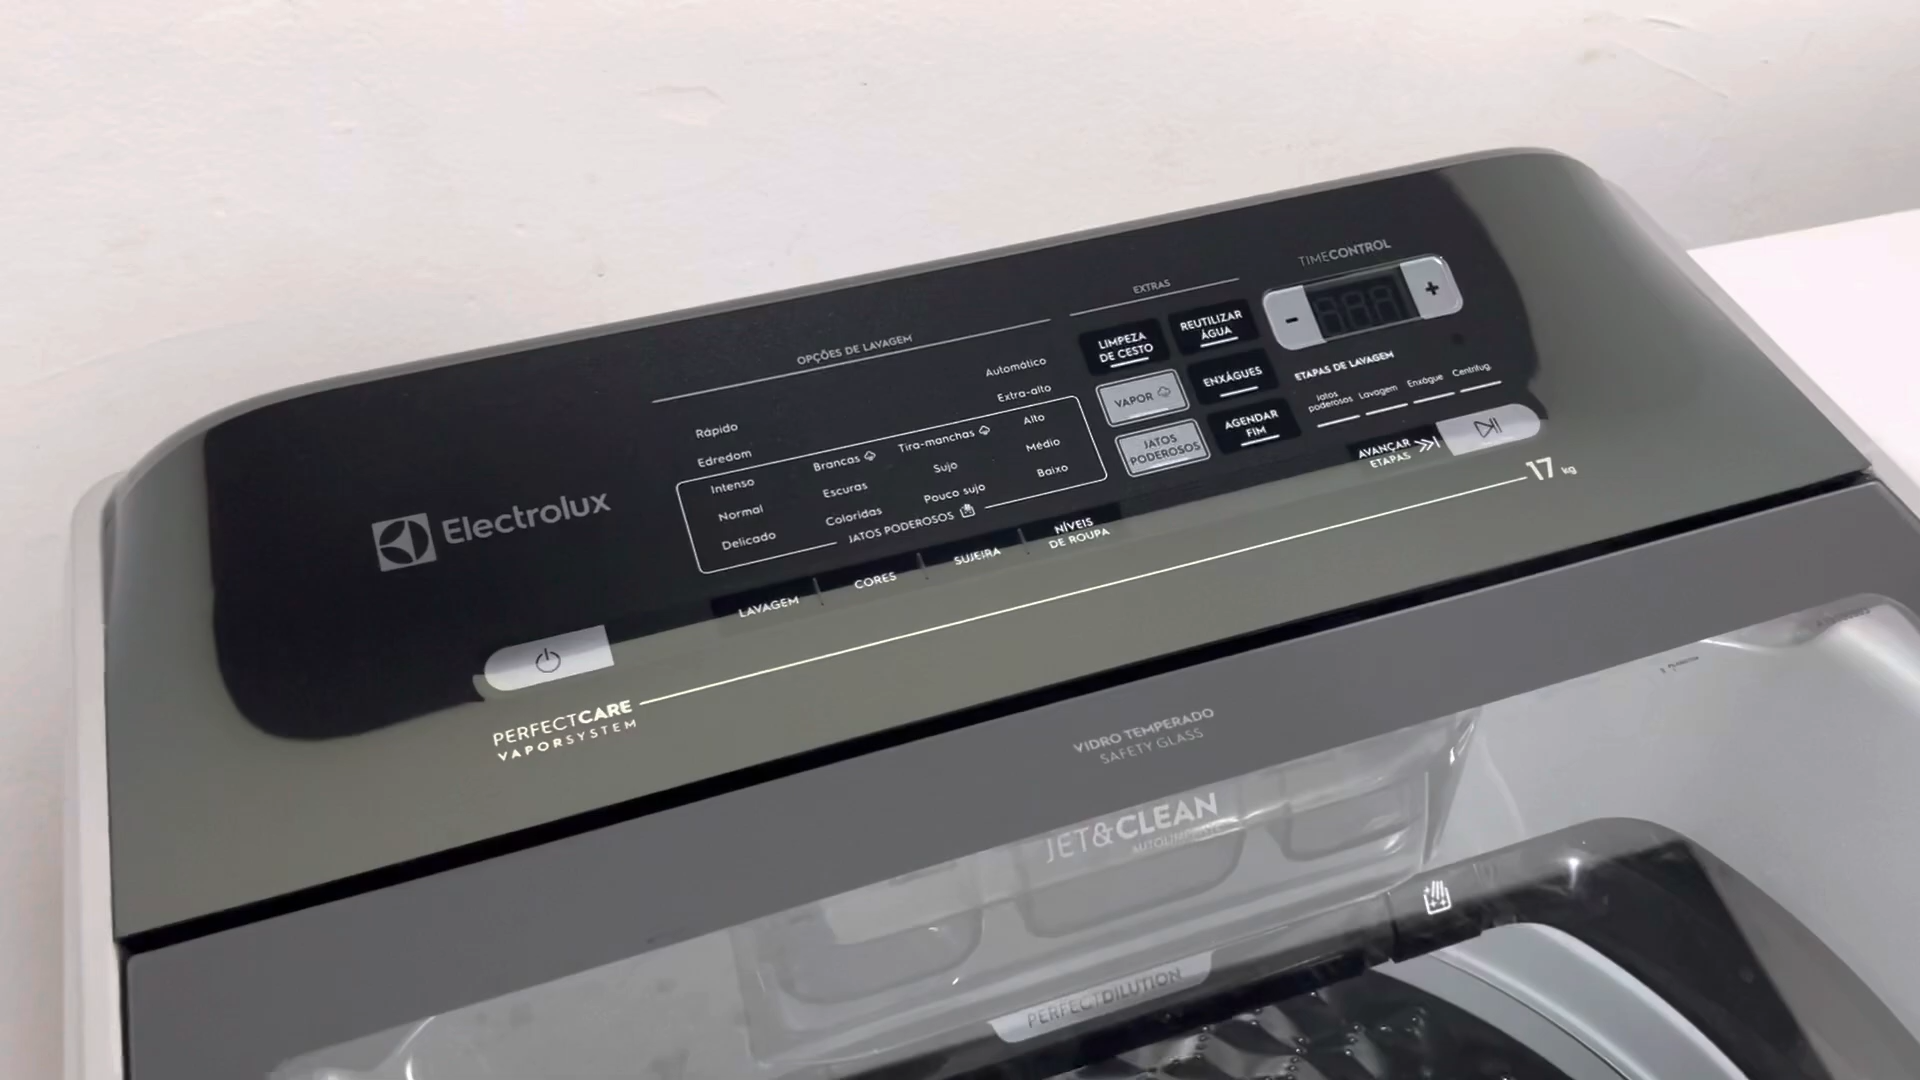 TIMECONTROL
EXTRAS
- +
OPÇÕES DE LAVAGEM
LIMPEZA
DE CESTO
REUTILIZAR
ÁGUA
VAPOR
ENXÁGUES
JATOS
PODEROSOS
AGENDAR
FIM
ETAPAS DE LAVAGEM
Jatos
poderosos
Lavagem
Enxágue
Centrifug.
AVANÇAR
ETAPAS
17 kg
Rápido
Edredom
Intenso
Normal
Delicado
Brancas
Escuras
Coloridas
Tira-manchas
Sujo
Pouco sujo
Automático
Extra-alto
Alto
Médio
Baixo
JATOS PODEROSOS
LAVAGEM
CORES
SUJEIRA
NÍVEIS
DE ROUPA
Electrolux
PERFECTCARE
VAPORSYSTEM
VIDRO TEMPERADO
SAFETY GLASS
JET&CLEAN
PERFECTDILUTION